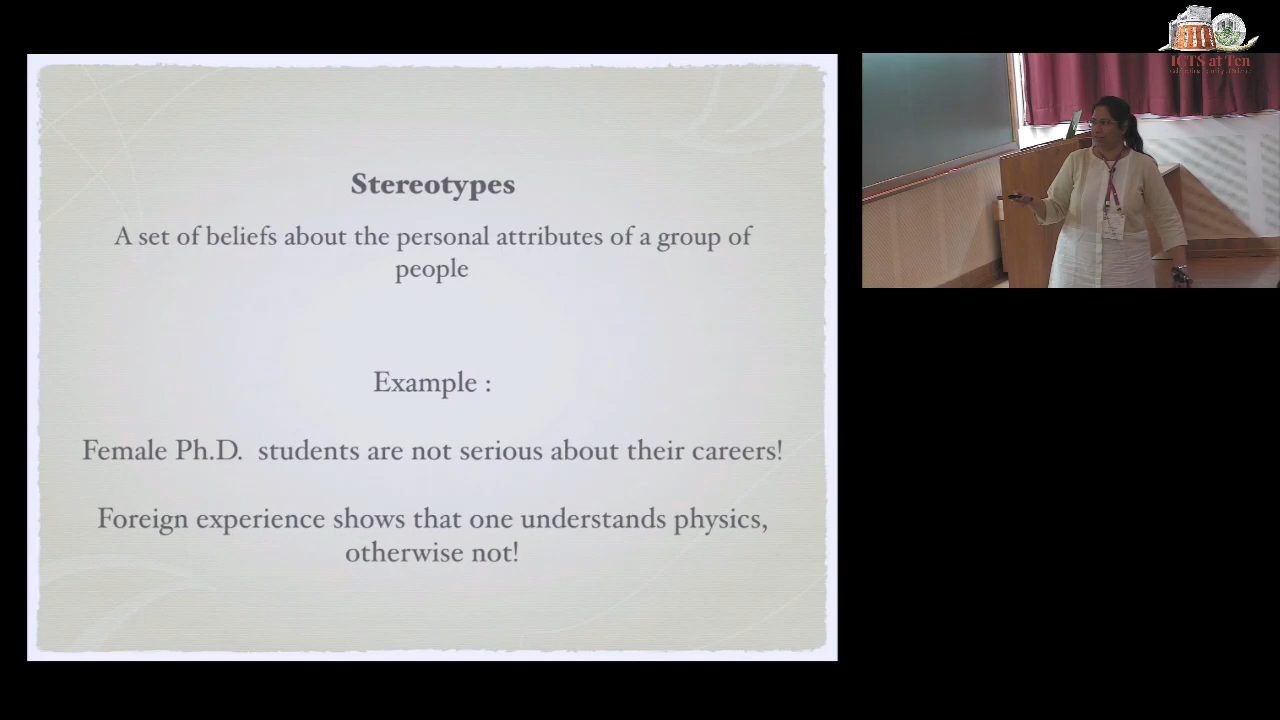 Stereotypes
A set of beliefs about the personal attributes of a group of
people
Example :
Female Ph.D. students are not serious about their careers!
Foreign experience shows that one understands physics,
otherwise not!
ICTS at Ten